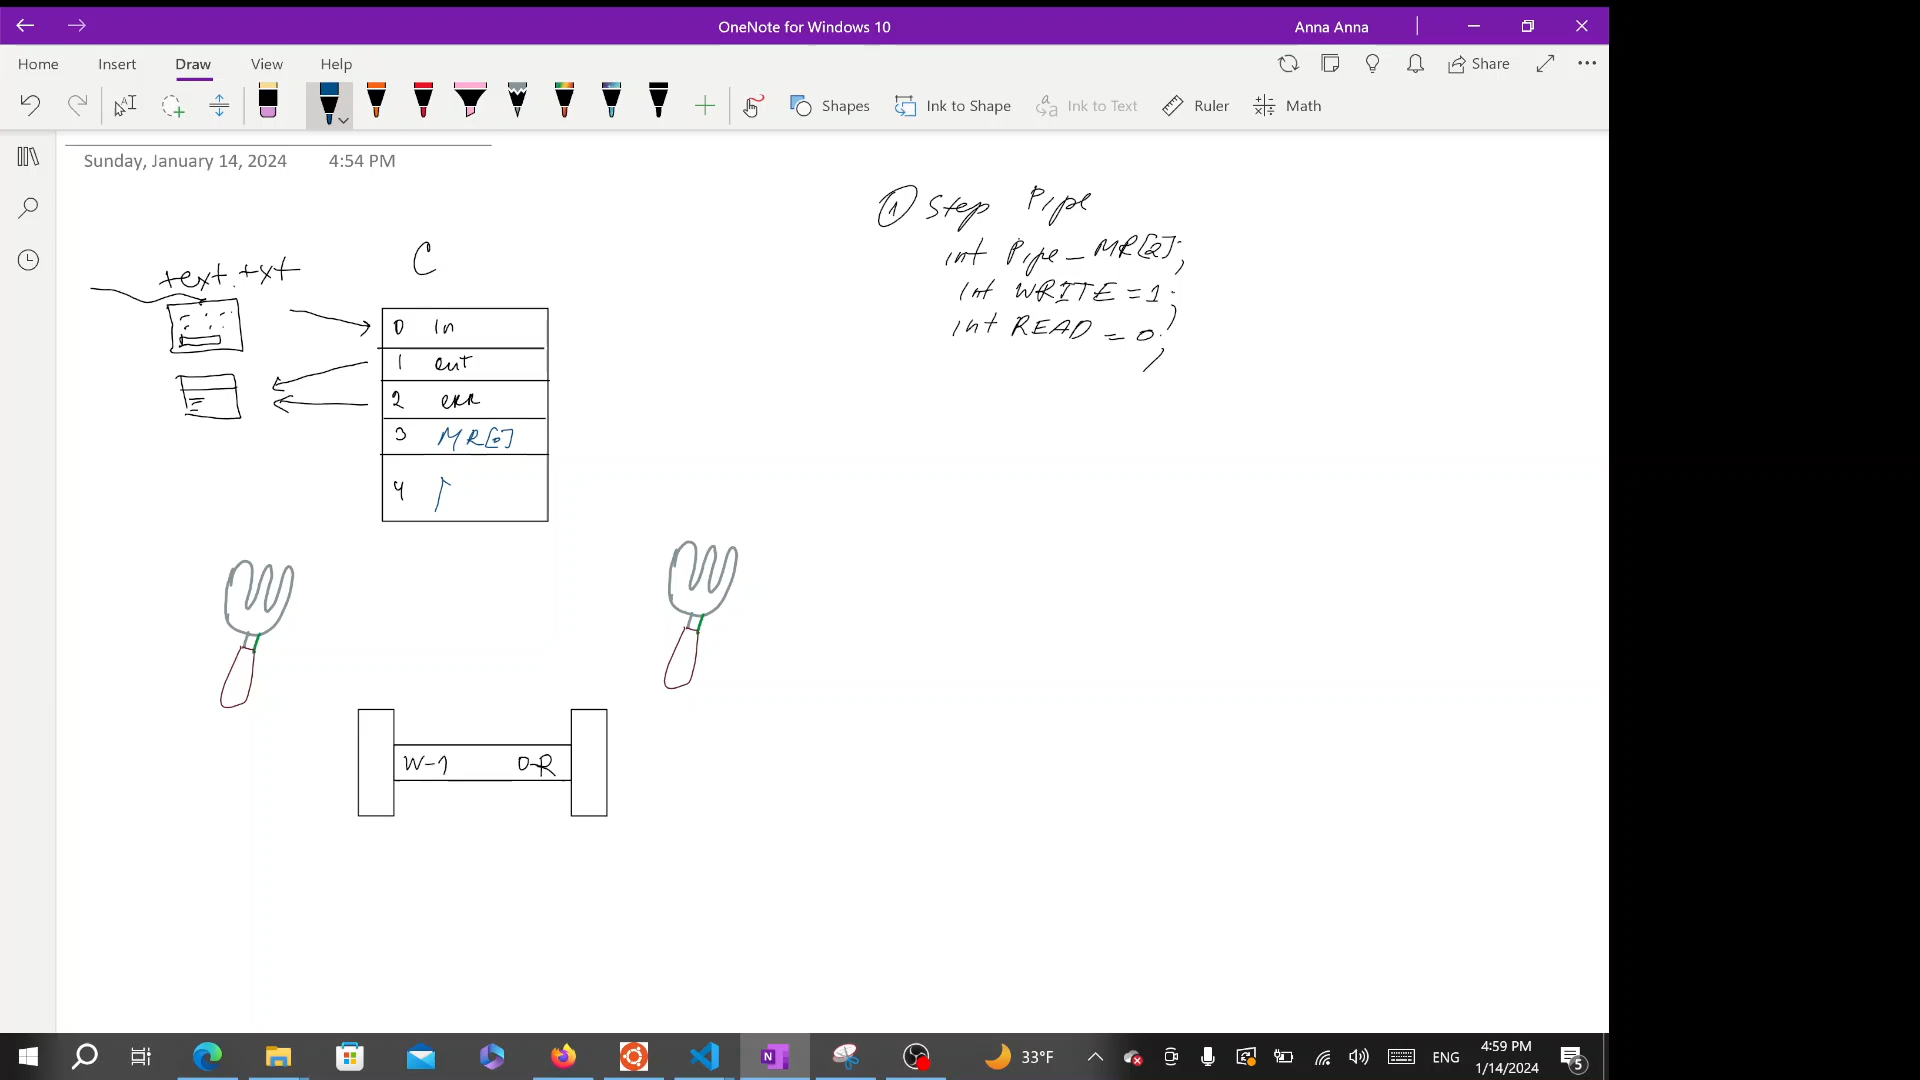 OneNote for Windows 10
Anna Anna
Home Insert Draw View Help
Share
Shapes Ink to Shape Ink to Text Ruler Math
Sunday, January 14, 2024 4:54 PM
① Step Pipe
int Pipe_MR[2];
int WRITE = 1;
int READ = 0;
text.txt
C
0 in
1 out
2 err
3 MR[0]
4
W-1 0-R
33°F
ENG
4:59 PM
1/14/2024
5